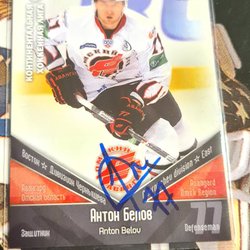 КОНТИНЕНТАЛЬНАЯ
ХОККЕЙНАЯ ЛИГА
Восток
Дивизион Чернышева
division
East
Авангард
Омская область
Avangard
Omsk Region
77
Антон Белов
Anton Belov
Защитник
Defenseman
77